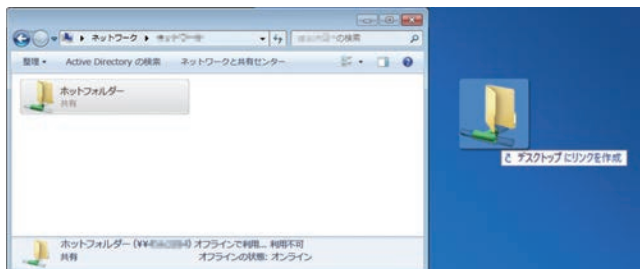 ネットワーク
の検索
整理
Active Directory の検索
ネットワークと共有センター
ホットフォルダー
共有
デスクトップ にリンクを作成
ホットフォルダー (¥¥ ) オフラインで利用... 利用不可
共有
オフラインの状態: オンライン